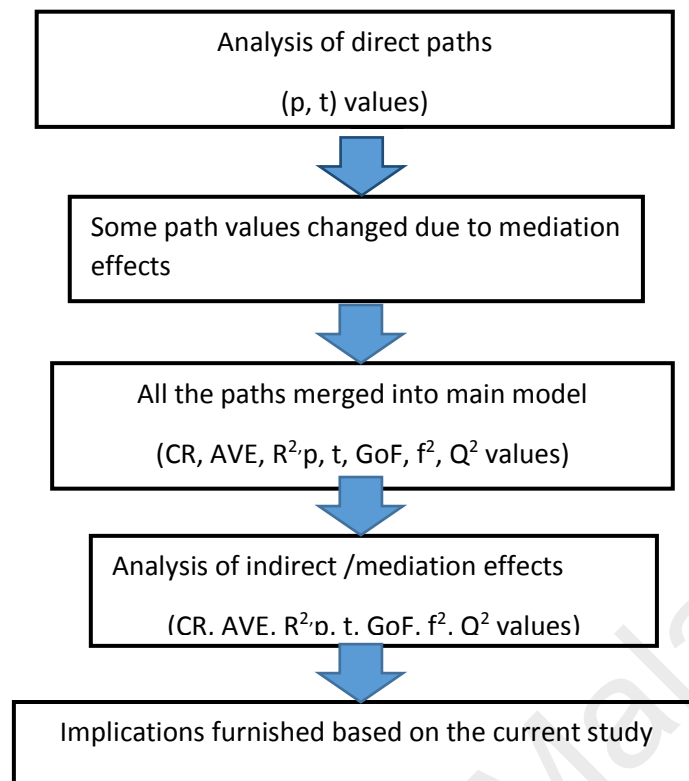 Analysis of direct paths
(p, t) values)
Some path values changed due to mediation
effects
All the paths merged into main model
(CR, AVE, R²,p, t, GoF, f², Q² values)
Analysis of indirect /mediation effects
(CR, AVE, R²,p, t, GoF, f², Q² values)
Implications furnished based on the current study